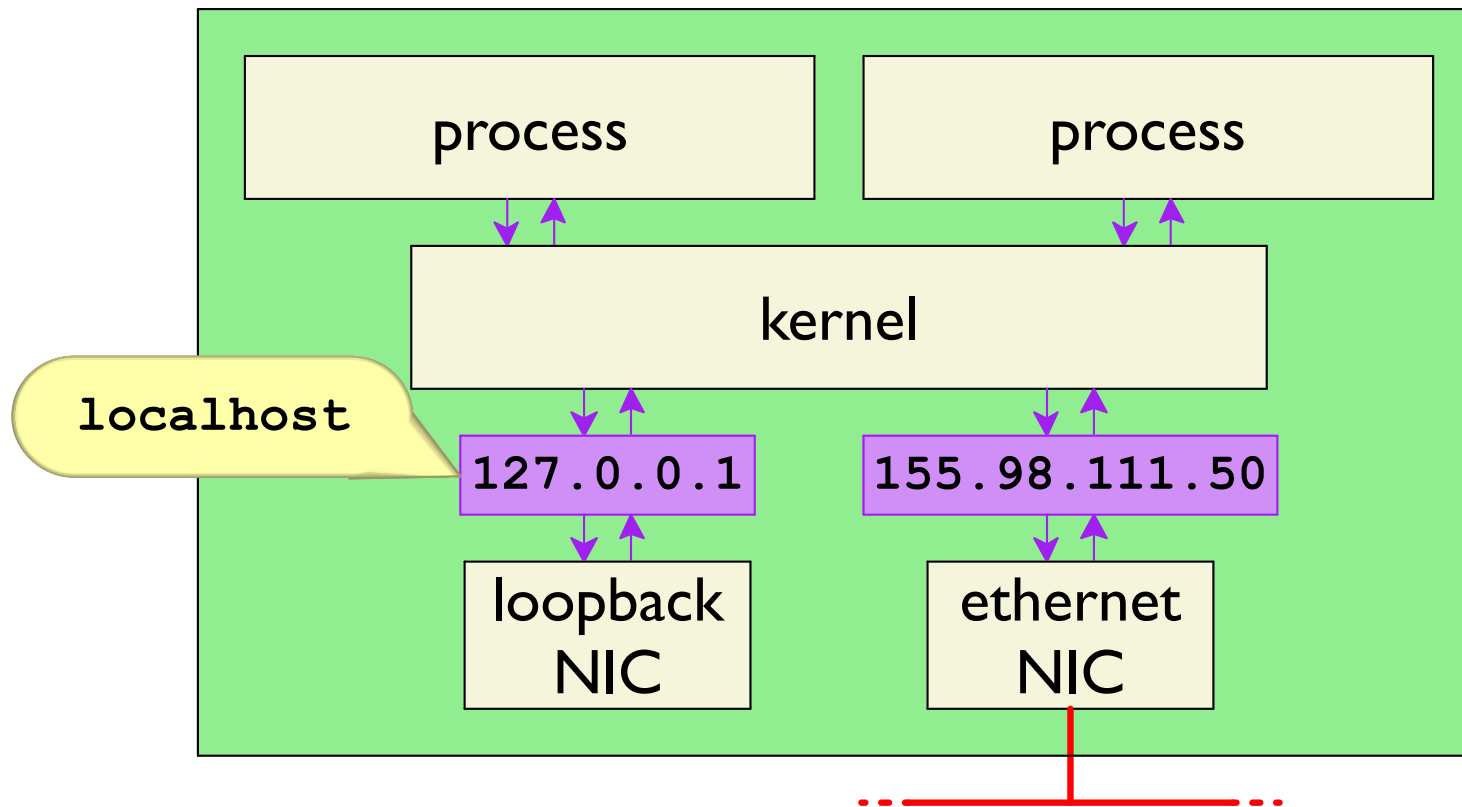 process
process
kernel
localhost
127.0.0.1
155.98.111.50
loopback
NIC
ethernet
NIC